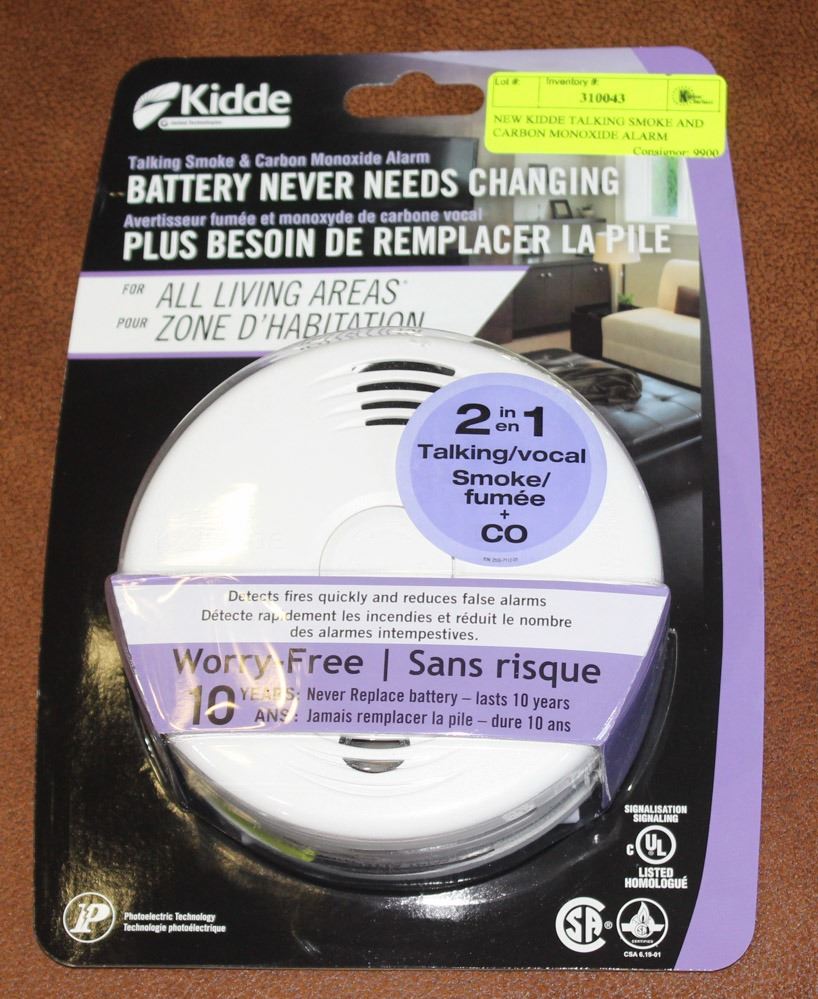 Kidde
Lot #:
Inventory #:
310043
NEW KIDDE TALKING SMOKE AND
CARBON MONOXIDE ALARM
Consignor: 9900
Talking Smoke & Carbon Monoxide Alarm
BATTERY NEVER NEEDS CHANGING
Avertisseur fumée et monoxyde de carbone vocal
PLUS BESOIN DE REMPLACER LA PILE
FOR ALL LIVING AREAS*
POUR ZONE D'HABITATION
2 in en 1
Talking/vocal
Smoke/
fumée
+
CO
Detects fires quickly and reduces false alarms
Détecte rapidement les incendies et réduit le nombre
des alarmes intempestives.
Worry-Free | Sans risque
10 YEARS: Never Replace battery – lasts 10 years
ANS: Jamais remplacer la pile – dure 10 ans
SIGNALISATION
SIGNALING
C UL
LISTED
HOMOLOGUÉ
iP
Photoelectric Technology
Technologie photoélectrique
SA®
CERTIFIED
CSA 6.19-01